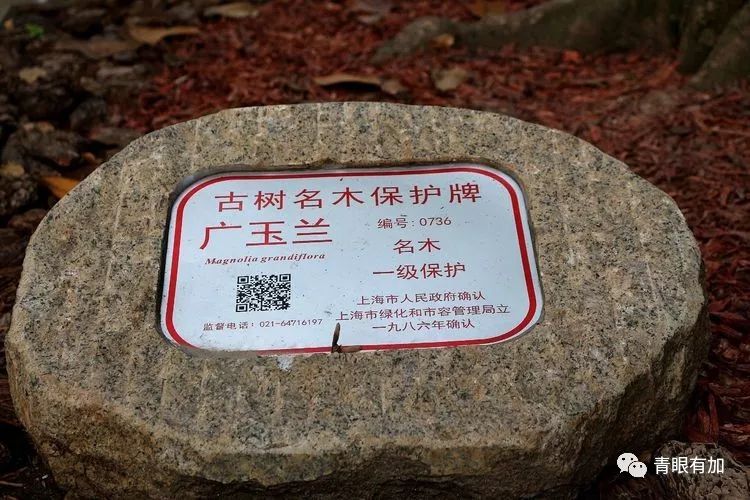 古树名木保护牌
广玉兰
Magnolia grandiflora
编号:0736
名木
一级保护
上海市人民政府确认
上海市绿化和市容管理局立
一九八六年确认
监督电话:021-64716197
青眼有加